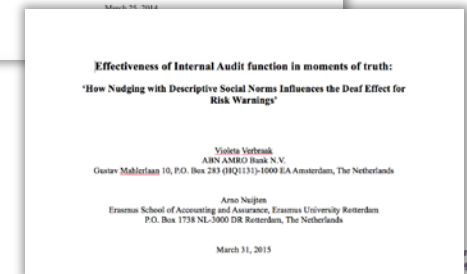 March 25, 2014
Effectiveness of Internal Audit function in moments of truth:
'How Nudging with Descriptive Social Norms Influences the Deaf Effect for
Risk Warnings'
Violeta Verbraak
ABN AMRO Bank N.V.
Gustav Mahlerlaan 10, P.O. Box 283 (HQ1131)-1000 EA Amsterdam, The Netherlands
Arno Nuijten
Erasmus School of Accounting and Assurance, Erasmus University Rotterdam
P.O. Box 1738 NL-3000 DR Rotterdam, The Netherlands
March 31, 2015